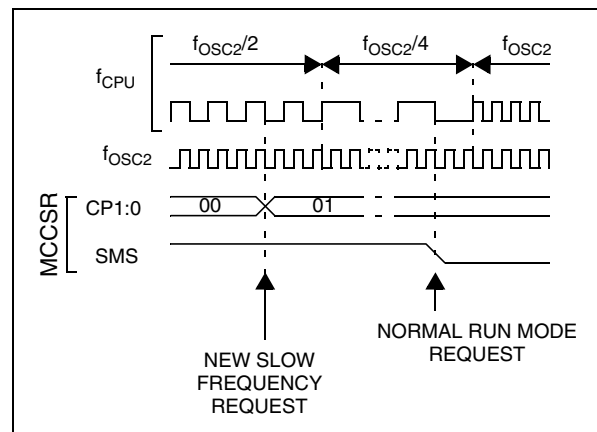 fOSC2/2 fOSC2/4 fOSC2
fCPU
fOSC2
MCCSR
CP1:0 00 01
SMS
NEW SLOW
FREQUENCY
REQUEST
NORMAL RUN MODE
REQUEST